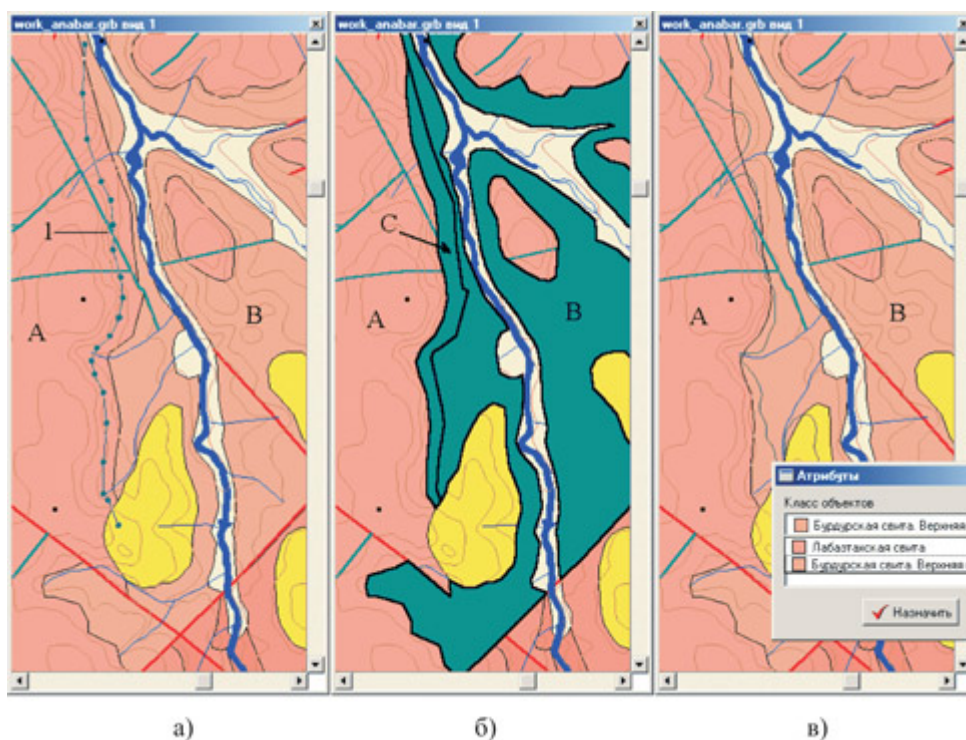 work_anabar.grb вид 1
work_anabar.grb вид 1
work_anabar.grb вид 1
1
A
B
C
A
B
A
B
Атрибуты
Класс объектов
Бурдурская свита. Верхняя
Лабазтахская свита
Бурдурская свита. Верхняя
Назначить
а)
б)
в)